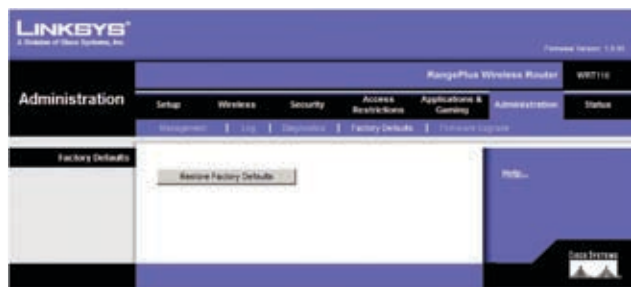 LINKSYS®
A Division of Cisco Systems, Inc.
Firmware Version: 1.0.00
RangePlus Wireless Router WRT110
Administration
Setup Wireless Security Access Restrictions Applications & Gaming Administration Status
Management | Log | Diagnostics | Factory Defaults | Firmware Upgrade
Factory Defaults
Restore Factory Defaults
Help...
CISCO SYSTEMS